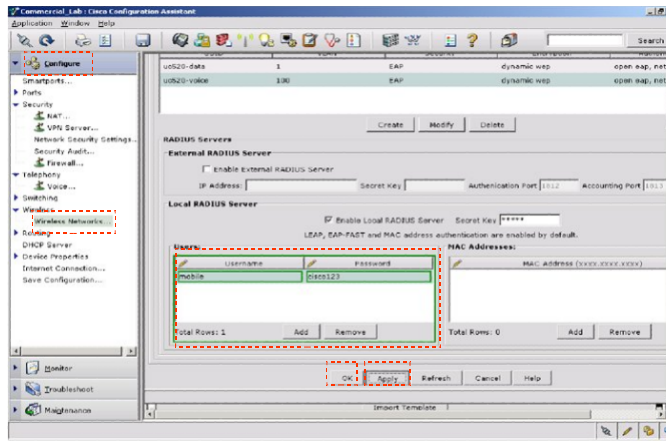 Commercial_Lab: Cisco Configuration Assistant
Application Window Help
Search
Configure
Smartports...
Ports
Security
NAT...
VPN Server...
Network Security Settings...
Security Audit...
Firewall...
Telephony
Voice...
Switching
Wireless
Wireless Networks...
Routing
DHCP Server
Device Properties
Internet Connection...
Save Configuration...
Monitor
Troubleshoot
Maintenance
uc520-data 1 EAP dynamic wep open eap, net
uc520-voice 100 EAP dynamic wep open eap, net
Create Modify Delete
RADIUS Servers
External RADIUS Server
Enable External RADIUS Server
IP Address: Secret Key Authenication Port 1812 Accounting Port 1813
Local RADIUS Server
Enable Local RADIUS Server Secret Key *****
LEAP, EAP-FAST and MAC address authentication are enabled by default.
Users: MAC Addresses:
Username Password MAC Address (xxxx.xxxx.xxxx)
mobile cisco123
Total Rows: 1 Add Remove Total Rows: 0 Add Remove
OK Apply Refresh Cancel Help
Import Template